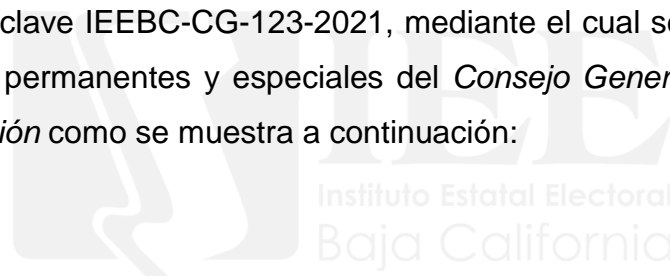 clave IEEBC-CG-123-2021, mediante el cual se
permanentes y especiales del Consejo Gener
ión como se muestra a continuación:
IEE
Instituto Estatal Electoral
Baja California